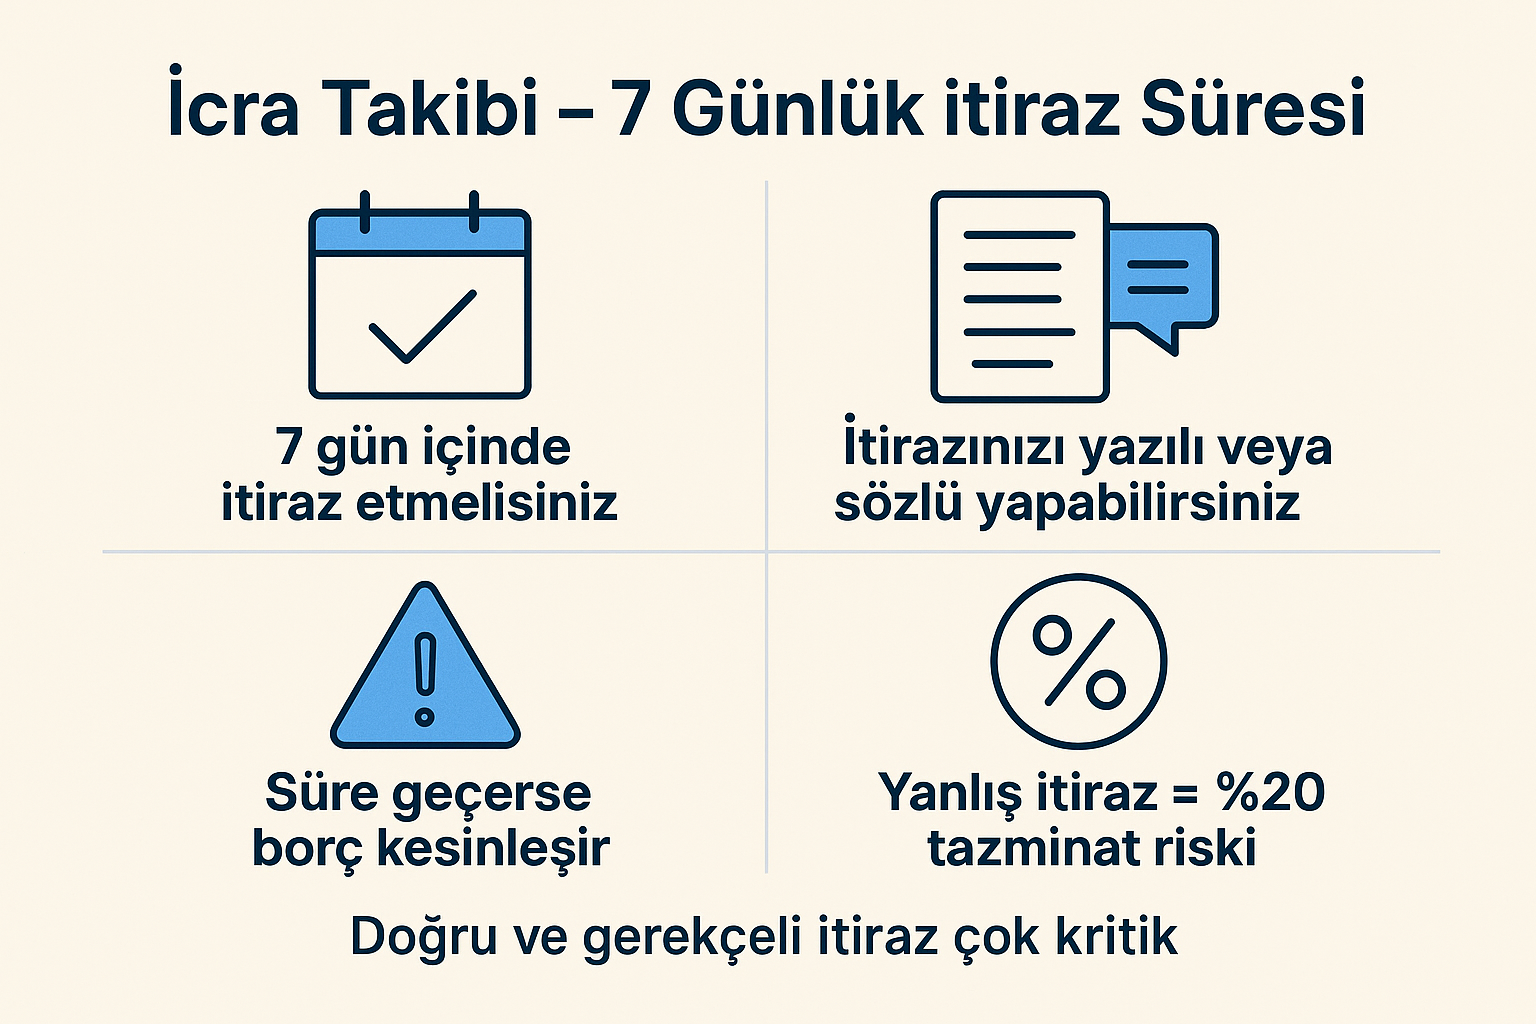 İcra Takibi – 7 Günlük itiraz Süresi
7 gün içinde
itiraz etmelisiniz
İtirazınızı yazılı veya
sözlü yapabilirsiniz
Süre geçerse
borç kesinleşir
Yanlış itiraz = %20
tazminat riski
Doğru ve gerekçeli itiraz çok kritik